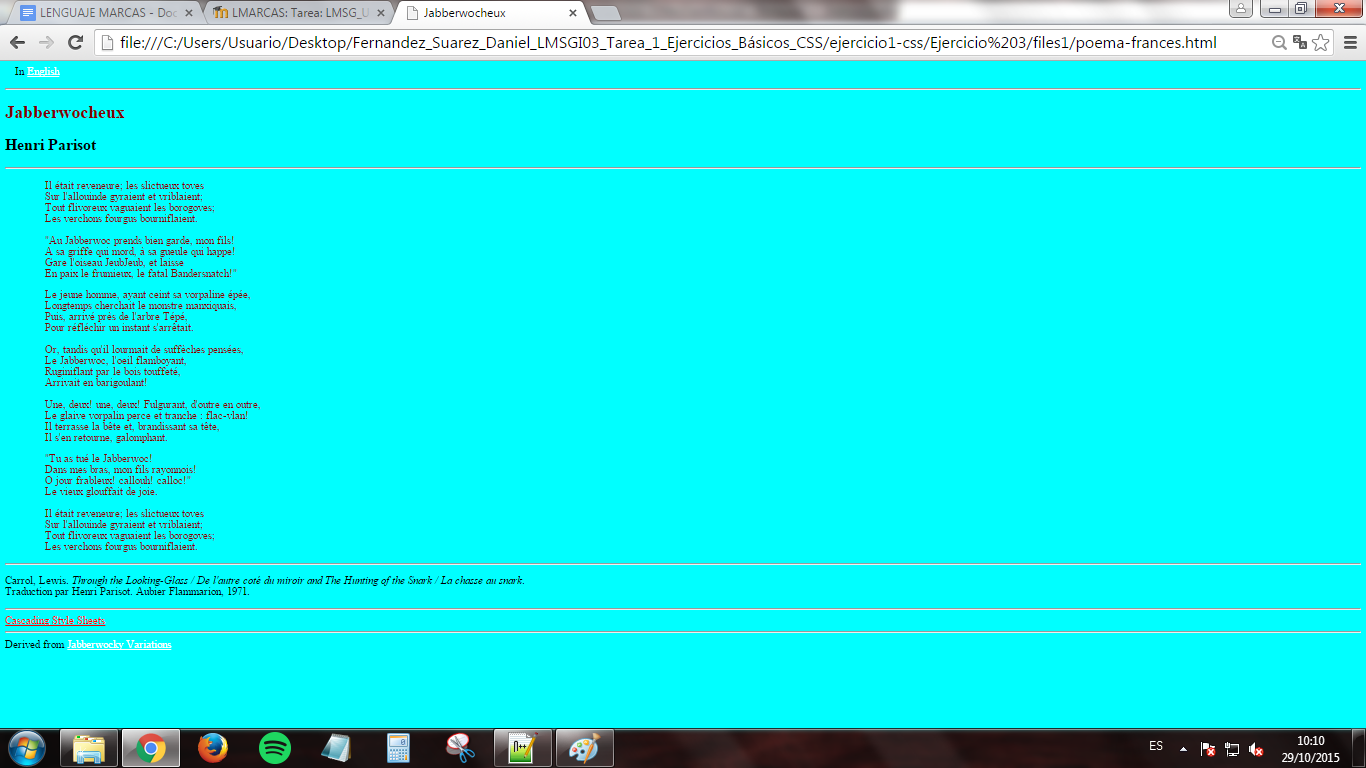 LENGUAJE MARCAS - Doc
LMARCAS: Tarea: LMSG_U
Jabberwocheux
file:///C:/Users/Usuario/Desktop/Fernandez_Suarez_Daniel_LMSGI03_Tarea_1_Ejercicios_Básicos_CSS/ejercicio1-css/Ejercicio%203/files1/poema-frances.html
In English
Jabberwocheux
Henri Parisot
Il était reveneure; les slictueux toves
Sur l'allouinde gyraient et vriblaient;
Tout flivoreux vaguaient les borogoves;
Les verchons fourgus bourniflaient.
"Au Jabberwoc prends bien garde, mon fils!
A sa griffe qui mord, à sa gueule qui happe!
Gare l'oiseau JeubJeub, et laisse
En paix le frumieux, le fatal Bandersnatch!"
Le jeune homme, ayant ceint sa vorpaline épée,
Longtemps cherchait le monstre manxiquais,
Puis, arrivé près de l'arbre Tépé,
Pour réfléchir un instant s'arrêtait.
Or, tandis qu'il lourmait de suffèches pensées,
Le Jabberwoc, l'oeil flamboyant,
Ruginiflant par le bois touffeté,
Arrivait en barigoulant!
Une, deux! une, deux! Fulgurant, d'outre en outre,
Le glaive vorpalin perce et tranche : flac-vlan!
Il terrasse la bête et, brandissant sa tête,
Il s'en retourne, galomphant.
"Tu as tué le Jabberwoc!
Dans mes bras, mon fils rayonnois!
O jour frableux! callouh! calloc!"
Le vieux glouffait de joie.
Il était reveneure; les slictueux toves
Sur l'allouinde gyraient et vriblaient;
Tout flivoreux vaguaient les borogoves;
Les verchons fourgus bourniflaient.
Carrol, Lewis. Through the Looking-Glass / De l'autre coté du miroir and The Hunting of the Snark / La chasse au snark.
Traduction par Henri Parisot. Aubier Flammarion, 1971.
Cascading Style Sheets.
Derived from Jabberwocky Variations
ES
10:10
29/10/2015